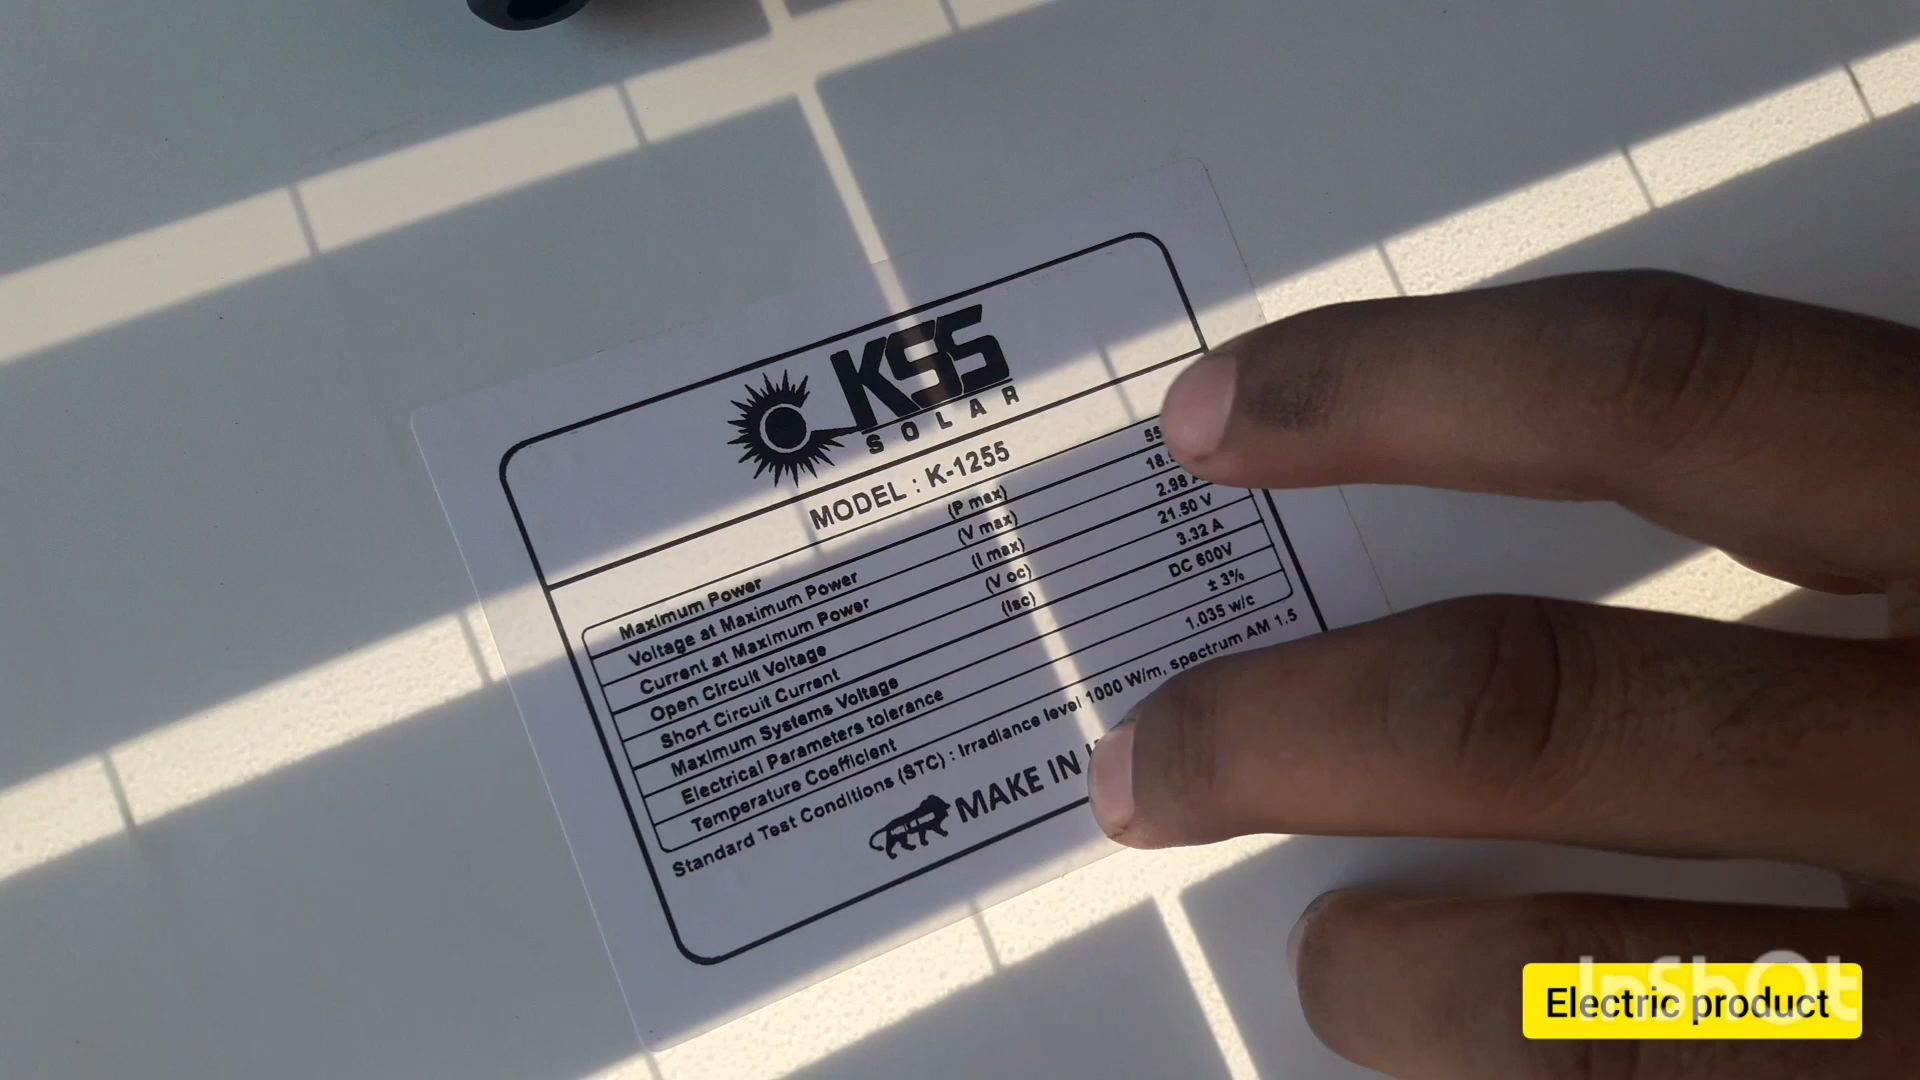 KSS
SOLAR
MODEL : K-1255
Maximum Power (P max) 55
Voltage at Maximum Power (V max) 18.
Current at Maximum Power (I max) 2.98 A
Open Circuit Voltage (V oc) 21.50 V
Short Circuit Current (Isc) 3.32 A
Maximum Systems Voltage DC 600V
Electrical Parameters tolerance ± 3%
Temperature Coefficient 1.035 w/c
Standard Test Conditions (STC) : Irradiance level 1000 W/m, spectrum AM 1.5
MAKE IN
InShOt
Electric product